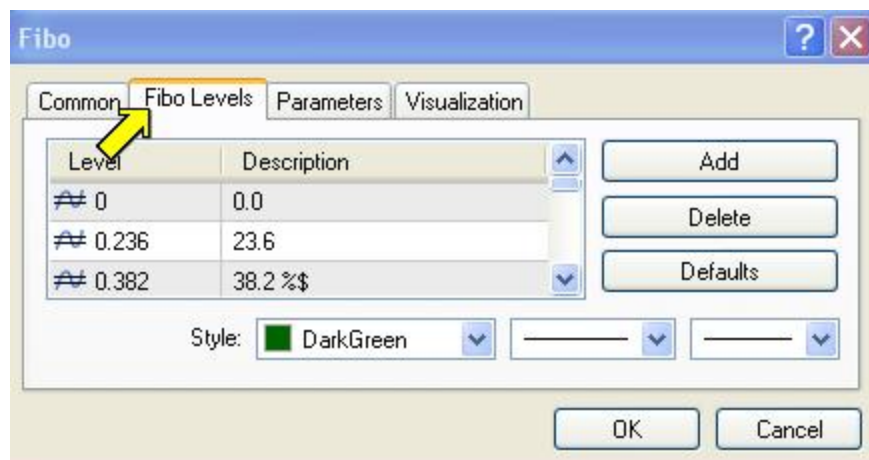 Fibo
Common Fibo Levels Parameters Visualization
Level Description
0 0.0
0.236 23.6
0.382 38.2 %$
Add
Delete
Defaults
Style: DarkGreen
OK Cancel